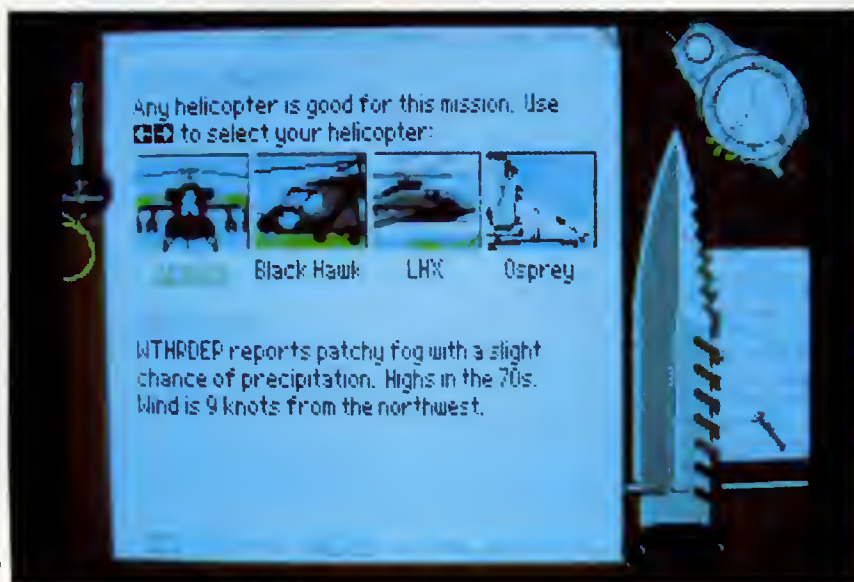 Any helicopter is good for this mission. Use
to select your helicopter:
Black Hawk LHX Osprey
WTHRDEP reports patchy fog with a slight
chance of precipitation. Highs in the 70s.
Wind is 9 knots from the northwest.